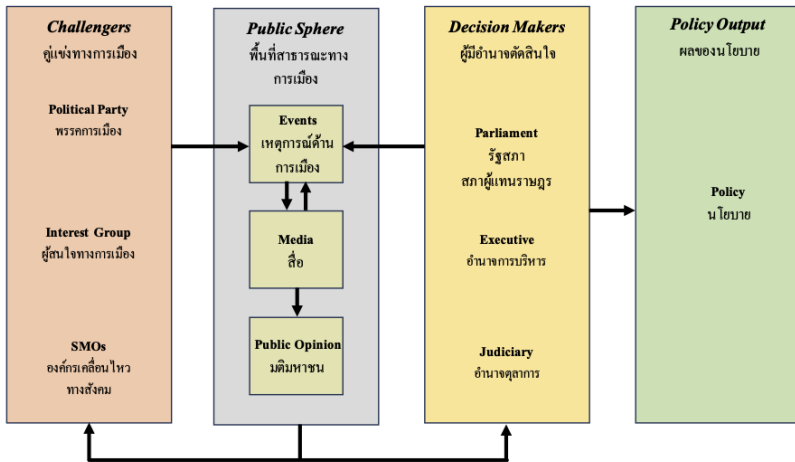 Challengers
คู่แข่งทางการเมือง
Political Party
พรรคการเมือง
Interest Group
ผู้สนใจทางการเมือง
SMOs
องค์กรเคลื่อนไหว
ทางสังคม
Public Sphere
พื้นที่สาธารณะทาง
การเมือง
Events
เหตุการณ์ด้าน
การเมือง
Media
สื่อ
Public Opinion
มติมหาชน
Decision Makers
ผู้มีอำนาจตัดสินใจ
Parliament
รัฐสภา
สภาผู้แทนราษฎร
Executive
อำนาจการบริหาร
Judiciary
อำนาจตุลาการ
Policy Output
ผลของนโยบาย
Policy
นโยบาย